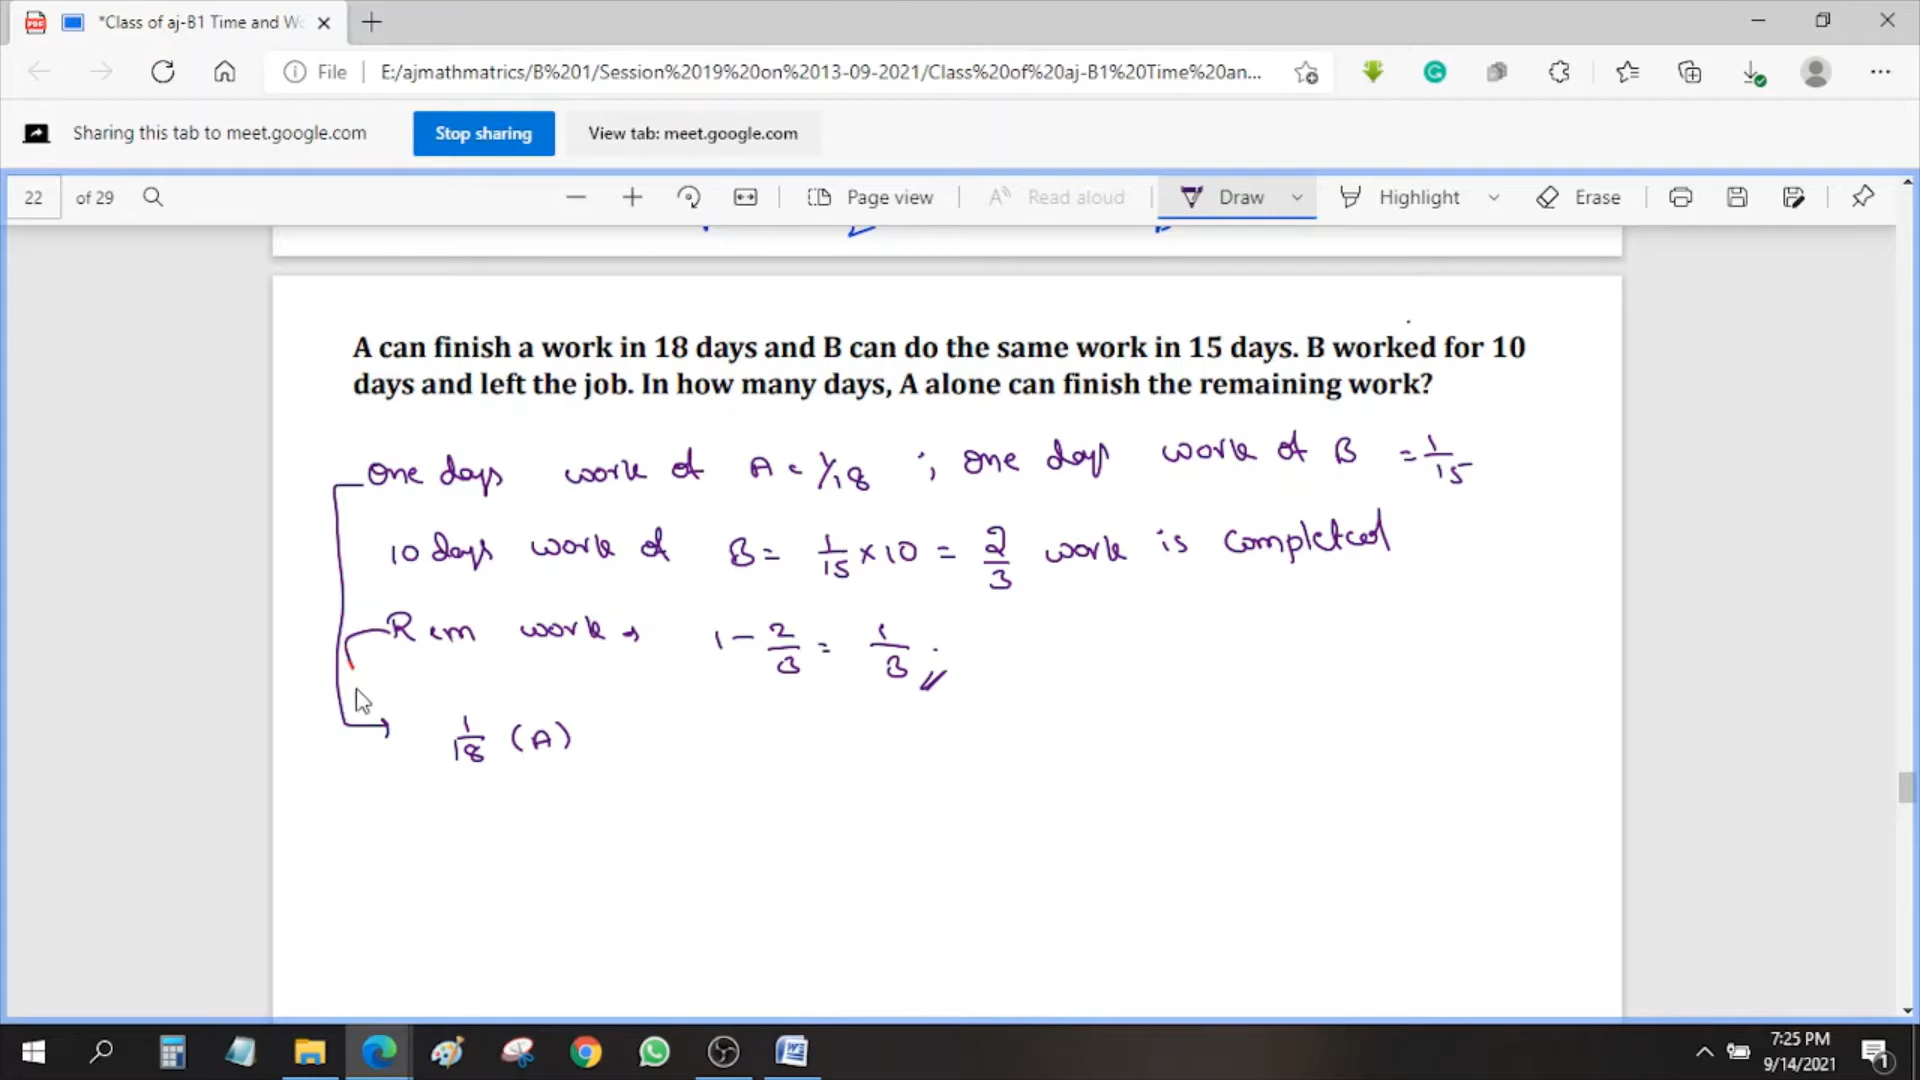 *Class of aj-B1 Time and Wo
File E:/ajmathmatrics/B%201/Session%2019%20on%2013-09-2021/Class%20of%20aj-B1%20Time%20an...
Sharing this tab to meet.google.com Stop sharing View tab: meet.google.com
22 of 29 Page view Read aloud Draw Highlight Erase
A can finish a work in 18 days and B can do the same work in 15 days. B worked for 10
days and left the job. In how many days, A alone can finish the remaining work?
One days work of A = 1/18 ; One day work of B = 1/15
10 days work of B = 1/15 x 10 = 2/3 work is completed
Rem work → 1 - 2/3 = 1/3
1/18 (A)
7:25 PM
9/14/2021
1